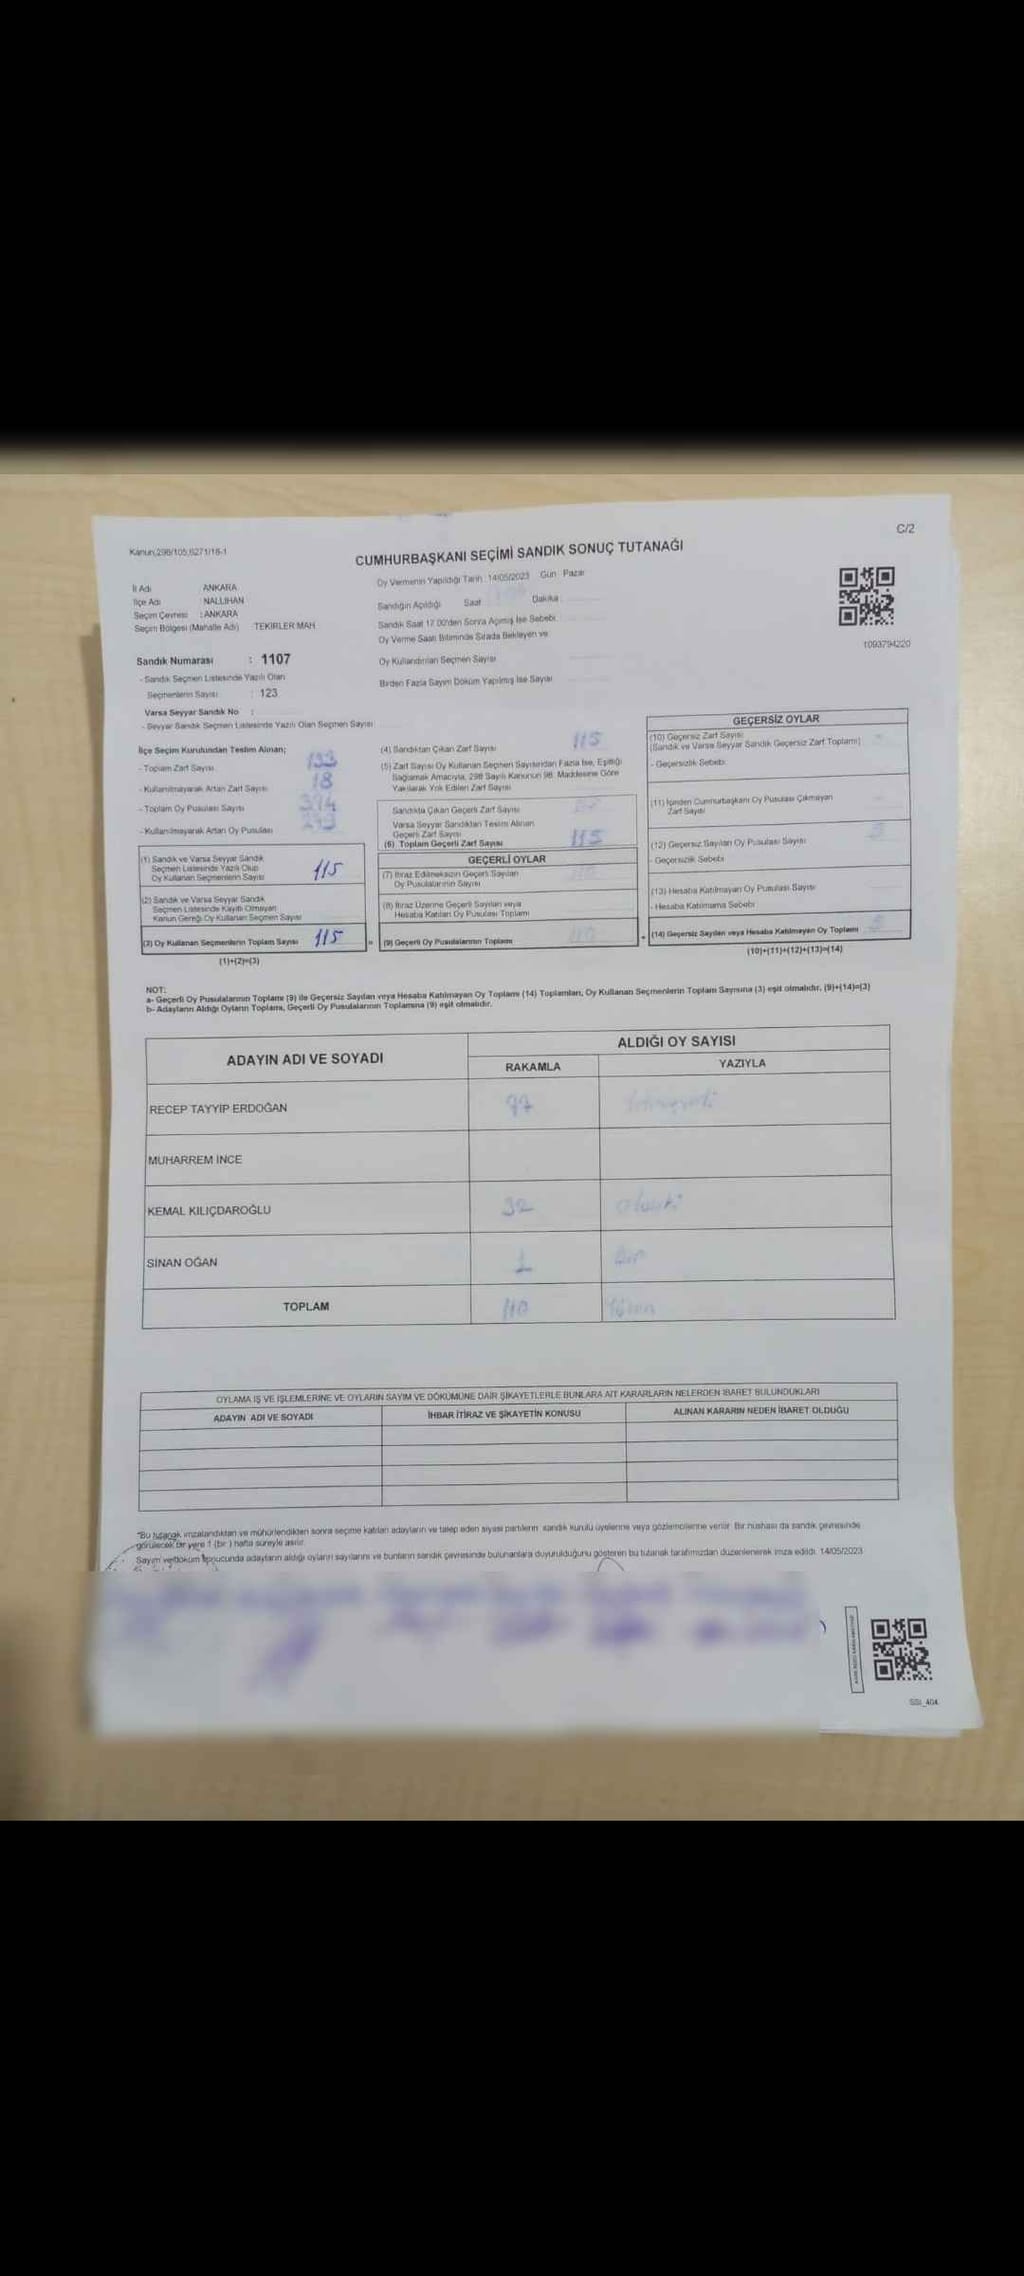 C/2
Kanun,298/105,6271/18-1
CUMHURBAŞKANI SEÇİMİ SANDIK SONUÇ TUTANAĞI
İl Adı ANKARA
İlçe Adı : NALLIHAN
Seçim Çevresi : ANKARA
Seçim Bölgesi (Mahalle Adı) TEKİRLER MAH
Sandık Numarası : 1107
- Sandık Seçmen Listesinde Yazılı Olan
Seçmenlerin Sayısı : 123
Varsa Seyyar Sandık No :
- Seyyar Sandık Seçmen Listesinde Yazılı Olan Seçmen Sayısı
Oy Vermenin Yapıldığı Tarih : 14/05/2023 Gün : Pazar
Sandığın Açıldığı Saat Dakika :
Sandık Saat 17.00'den Sonra Açılmış İse Sebebi :
Oy Verme Saati Bitiminde Sırada Bekleyen ve
Oy Kullandırılan Seçmen Sayısı
Birden Fazla Sayım Döküm Yapılmış İse Sayısı
1093794220
İlçe Seçim Kurulundan Teslim Alınan;
- Toplam Zarf Sayısı 133
- Kullanılmayarak Artan Zarf Sayısı 18
- Toplam Oy Pusulası Sayısı
- Kullanılmayarak Artan Oy Pusulası
(1) Sandık ve Varsa Seyyar Sandık
Seçmen Listesinde Yazılı Olup
Oy Kullanan Seçmenlerin Sayısı 115
(2) Sandık ve Varsa Seyyar Sandık
Seçmen Listesinde Kayıtlı Olmayan
Kanun Gereği Oy Kullanan Seçmen Sayısı
(3) Oy Kullanan Seçmenlerin Toplam Sayısı 115 =
(1)+(2)=(3)
(4) Sandıktan Çıkan Zarf Sayısı 115
(5) Zarf Sayısı Oy Kullanan Seçmen Sayısından Fazla İse, Eşitliği
Sağlamak Amacıyla, 298 Sayılı Kanunun 98. Maddesine Göre
Yakılarak Yok Edilen Zarf Sayısı
Sandıkta Çıkan Geçerli Zarf Sayısı
Varsa Seyyar Sandıktan Teslim Alınan
Geçerli Zarf Sayısı
(6) Toplam Geçerli Zarf Sayısı 115
GEÇERLİ OYLAR
(7) İtiraz Edilmeksizin Geçerli Sayılan
Oy Pusulalarının Sayısı 110
(8) İtiraz Üzerine Geçerli Sayılan veya
Hesaba Katılan Oy Pusulası Toplamı
(9) Geçerli Oy Pusulalarının Toplamı 110 +
GEÇERSİZ OYLAR
(10) Geçersiz Zarf Sayısı
(Sandık ve Varsa Seyyar Sandık Geçersiz Zarf Toplamı)
- Geçersizlik Sebebi
(11) İçinden Cumhurbaşkanı Oy Pusulası Çıkmayan
Zarf Sayısı
(12) Geçersiz Sayılan Oy Pusulası Sayısı 5
- Geçersizlik Sebebi
(13) Hesaba Katılmayan Oy Pusulası Sayısı
- Hesaba Katılmama Sebebi
(14) Geçersiz Sayılan veya Hesaba Katılmayan Oy Toplamı 5
(10)+(11)+(12)+(13)=(14)
NOT:
a- Geçerli Oy Pusulalarının Toplamı (9) ile Geçersiz Sayılan veya Hesaba Katılmayan Oy Toplamı (14) Toplamları, Oy Kullanan Seçmenlerin Toplam Sayısına (3) eşit olmalıdır. (9)+(14)=(3)
b- Adayların Aldığı Oyların Toplamı, Geçerli Oy Pusulalarının Toplamına (9) eşit olmalıdır.
ADAYIN ADI VE SOYADI ALDIĞI OY SAYISI
RAKAMLA YAZIYLA
RECEP TAYYİP ERDOĞAN 77
MUHARREM İNCE
KEMAL KILIÇDAROĞLU 32 otuziki
SİNAN OĞAN 1 Bir
TOPLAM 110 Yüzon
OYLAMA İŞ VE İŞLEMLERİNE VE OYLARIN SAYIM VE DÖKÜMÜNE DAİR ŞİKAYETLERLE BUNLARA AİT KARARLARIN NELERDEN İBARET BULUNDUKLARI
ADAYIN ADI VE SOYADI İHBAR İTİRAZ VE ŞİKAYETİN KONUSU ALINAN KARARIN NEDEN İBARET OLDUĞU
"Bu tutanak imzalandıktan ve mühürlendikten sonra seçime katılan adayların ve talep eden siyasi partilerin sandık kurulu üyelerine veya gözlemcilerine verilir. Bir nüshası da sandık çevresinde
görülecek bir yere 1 (bir) hafta süreyle asılır.
Sayım ve döküm sonucunda adayların aldığı oyların sayılarını ve bunların sandık çevresinde bulunanlara duyurulduğunu gösteren bu tutanak tarafımızdan düzenlenerek imza edildi. 14/05/2023
SSI_404